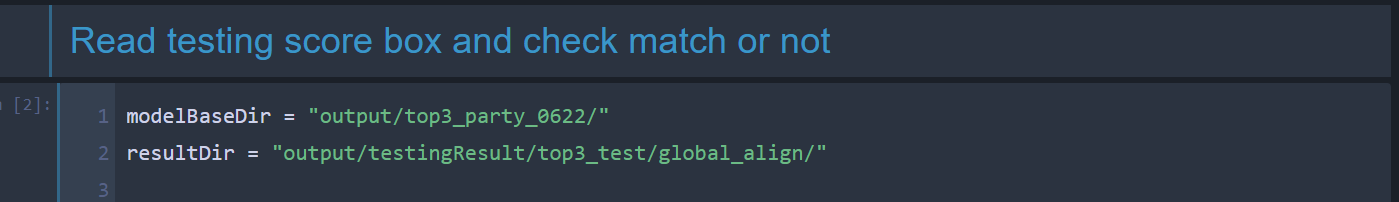 Read testing score box and check match or not
[2]:
1 modelBaseDir = "output/top3_party_0622/"
2 resultDir = "output/testingResult/top3_test/global_align/"
3